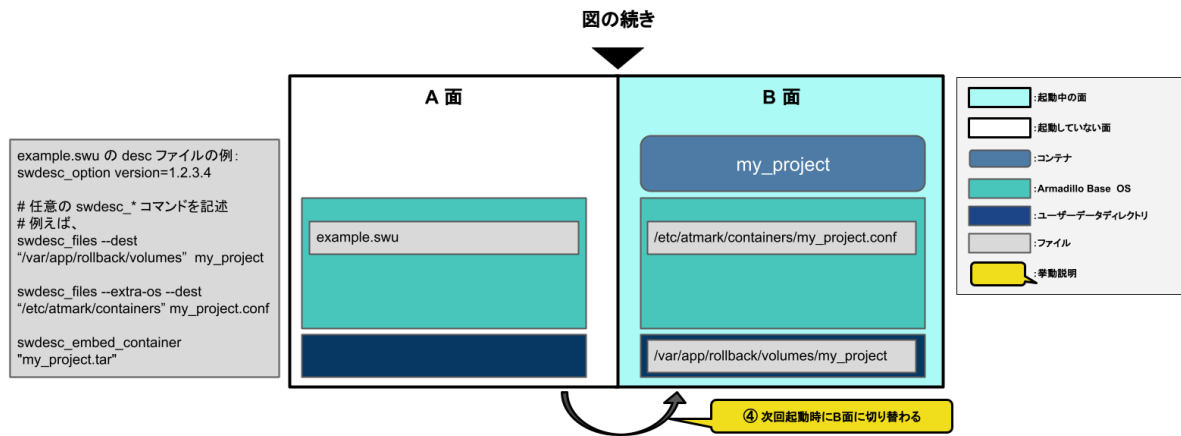 図の続き
A 面
B 面
example.swu の desc ファイルの例:
swdesc_option version=1.2.3.4
# 任意の swdesc_* コマンドを記述
# 例えば、
swdesc_files --dest
“/var/app/rollback/volumes” my_project
swdesc_files --extra-os --dest
“/etc/atmark/containers” my_project.conf
swdesc_embed_container
"my_project.tar"
example.swu
my_project
/etc/atmark/containers/my_project.conf
/var/app/rollback/volumes/my_project
④ 次回起動時にB面に切り替わる
:起動中の面
:起動していない面
:コンテナ
:Armadillo Base OS
:ユーザーデータディレクトリ
:ファイル
:挙動説明